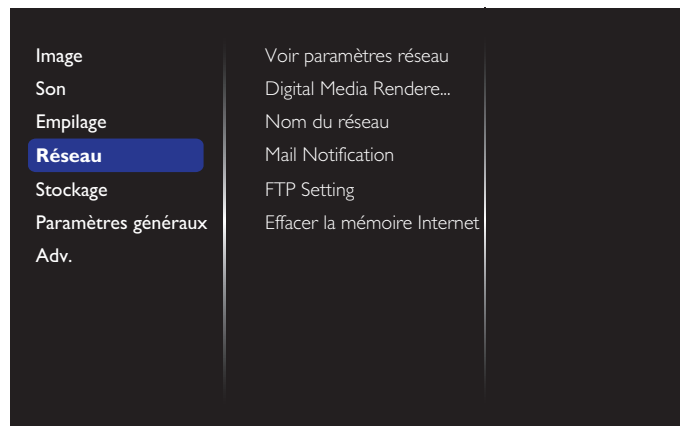 Image
Son
Empilage
Réseau
Stockage
Paramètres généraux
Adv.
Voir paramètres réseau
Digital Media Rendere...
Nom du réseau
Mail Notification
FTP Setting
Effacer la mémoire Internet